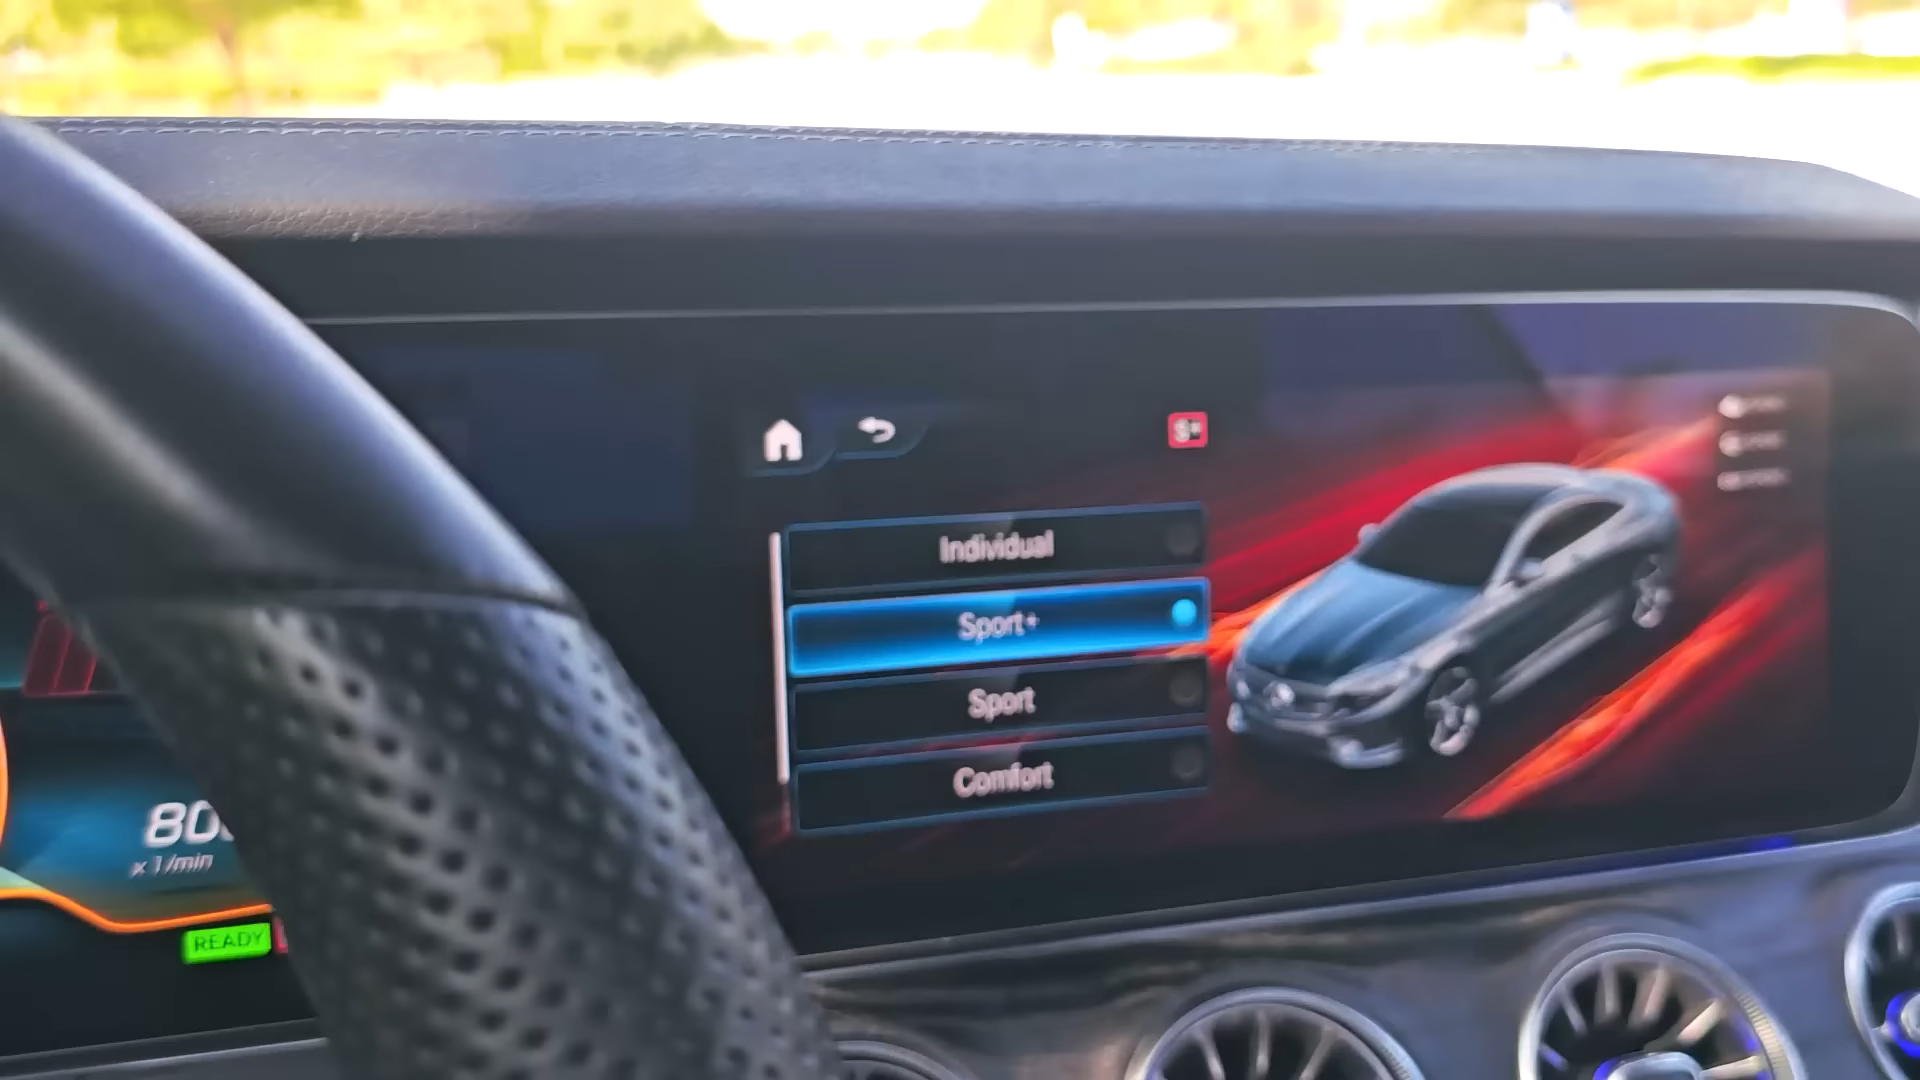 S+
Individual
Sport+
Sport
Comfort
x 1/min
READY